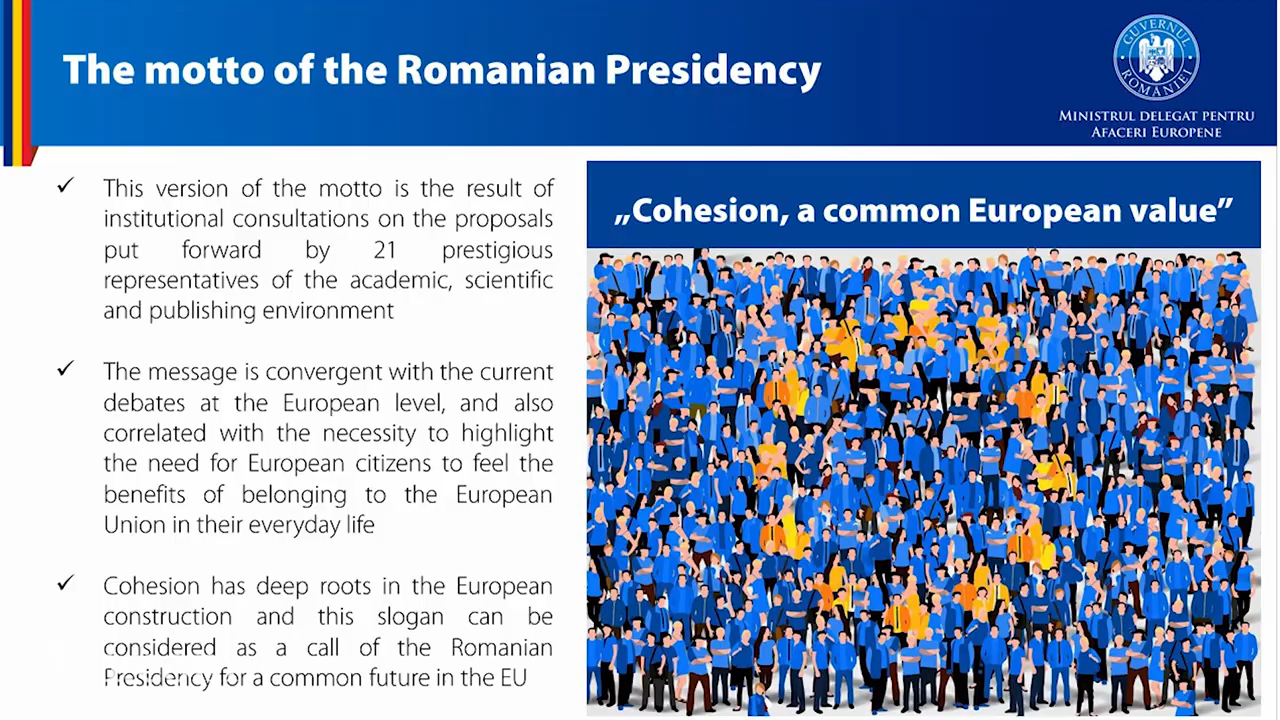 The motto of the Romanian Presidency
GUVERNUL
ROMÂNIEI
MINISTRUL DELEGAT PENTRU
AFACERI EUROPENE
✓ This version of the motto is the result of
institutional consultations on the proposals
put forward by 21 prestigious
representatives of the academic, scientific
and publishing environment
✓ The message is convergent with the current
debates at the European level, and also
correlated with the necessity to highlight
the need for European citizens to feel the
benefits of belonging to the European
Union in their everyday life
✓ Cohesion has deep roots in the European
construction and this slogan can be
considered as a call of the Romanian
Presidency for a common future in the EU
„Cohesion, a common European value”